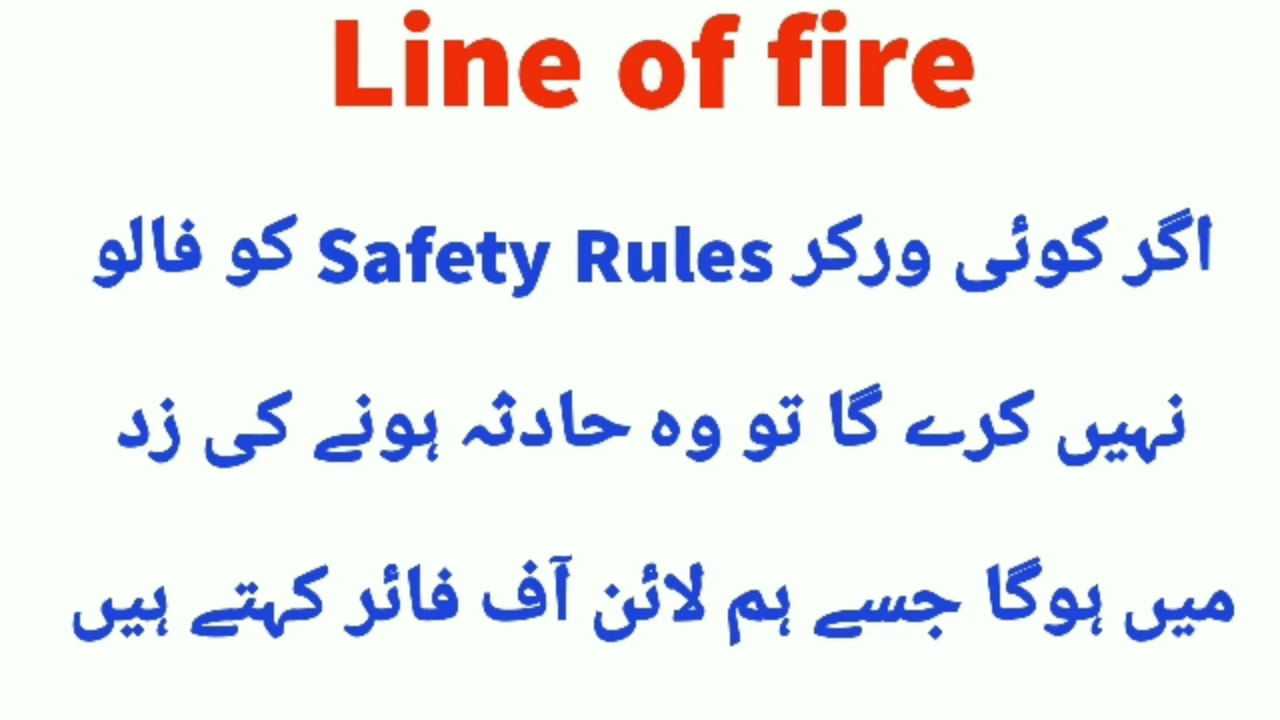 Line of fire
اگر کوئی ورکر Safety Rules کو فالو
نہیں کرے گا تو وہ حادثہ ہونے کی زد
میں ہوگا جسے ہم لائن آف فائر کہتے ہیں